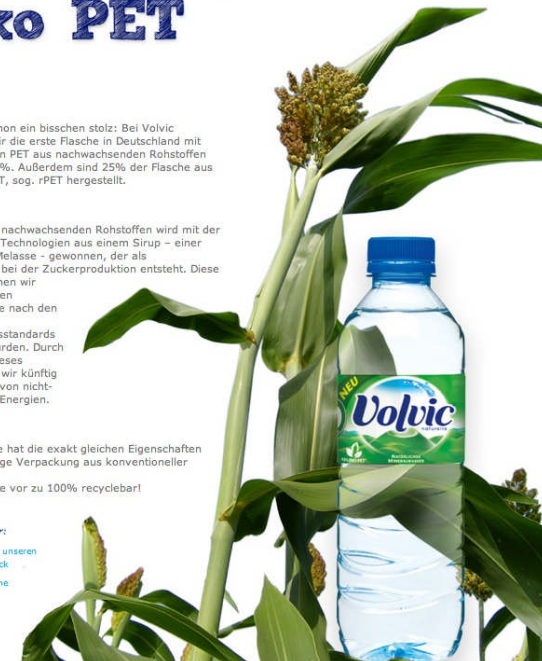 ko PET
hon ein bisschen stolz: Bei Volvic
ir die erste Flasche in Deutschland mit
n PET aus nachwachsenden Rohstoffen
%. Außerdem sind 25% der Flasche aus
T, sog. rPET hergestellt.
nachwachsenden Rohstoffen wird mit der
Technologien aus einem Sirup – einer
Melasse - gewonnen, der als
bei der Zuckerproduktion entsteht. Diese
nen wir
en
e nach den
sstandards
rden. Durch
eses
wir künftig
von nicht-
Energien.
e hat die exakt gleichen Eigenschaften
ge Verpackung aus konventioneller
e vor zu 100% recyclebar!
r:
unseren
ck
ne
NEU
Volvic
naturelle